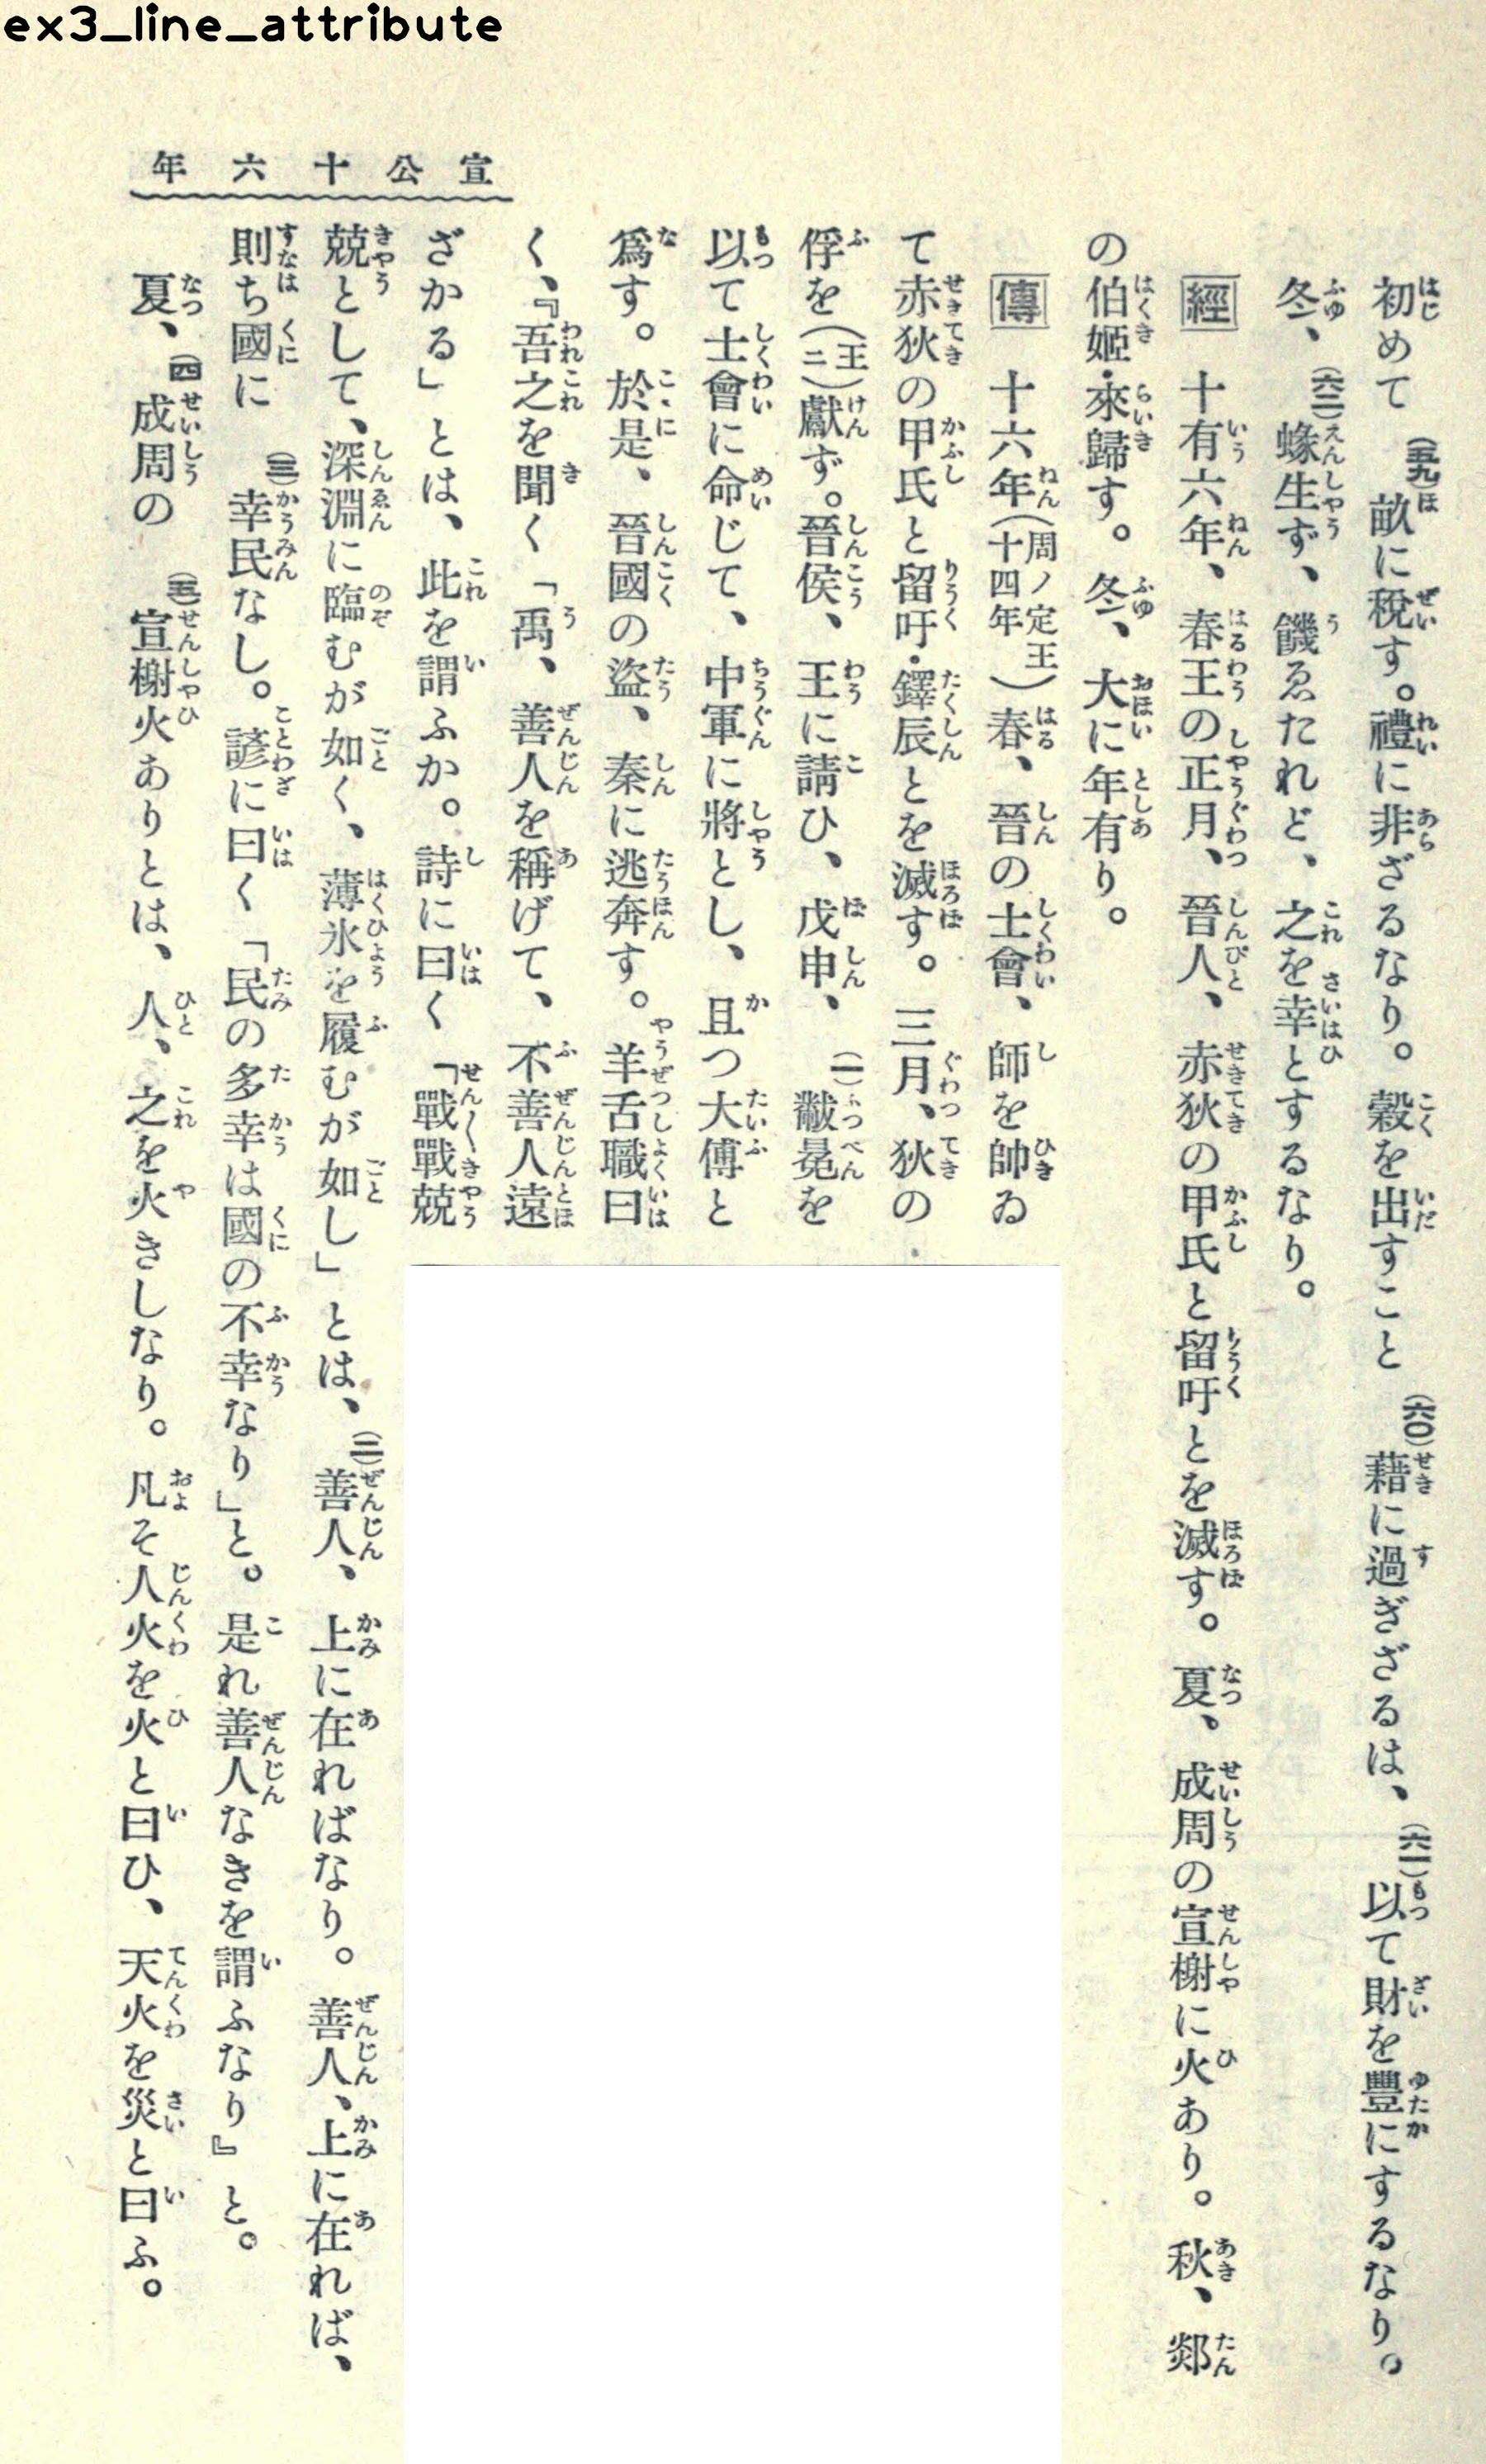 ex3_line_attribute
宣公十六年
初めて(五九)畝に稅す。禮に非ざるなり。穀を出すこと(六〇)藉に過ぎざるは、(六一)以て財を豐にするなり。
冬、(六二)蝝生ず、饑ゑたれど、之を幸とするなり。
經 十有六年、春王の正月、晉人、赤狄の甲氏と留吁とを滅す。夏、成周の宣榭に火あり。秋、郯
の伯姬・來歸す。冬、大に年有り。
傳 十六年(周ノ定王十四年)春、晉の士會、師を帥ゐ
て赤狄の甲氏と留吁・鐸辰とを滅す。三月、狄の
俘を(王ニ)獻ず。晉侯、王に請ひ、戊申、(一)黻冕を
以て士會に命じて、中軍に將とし、且つ大傅と
爲す。於是、晉國の盜、秦に逃奔す。羊舌職曰
く、『吾之を聞く「禹、善人を稱げて、不善人遠
ざかる」とは、此を謂ふか。詩に曰く「戰戰兢
兢として、深淵に臨むが如く、薄氷を履むが如し」とは、(二)善人、上に在ればなり。善人、上に在れば、
則ち國に(三)幸民なし。諺に曰く「民の多幸は國の不幸なり」と。是れ善人なきを謂ふなり』と。
夏、(四)成周の(五)宣榭火ありとは、人、之を火きしなり。凡そ人火を火と曰ひ、天火を災と曰ふ。